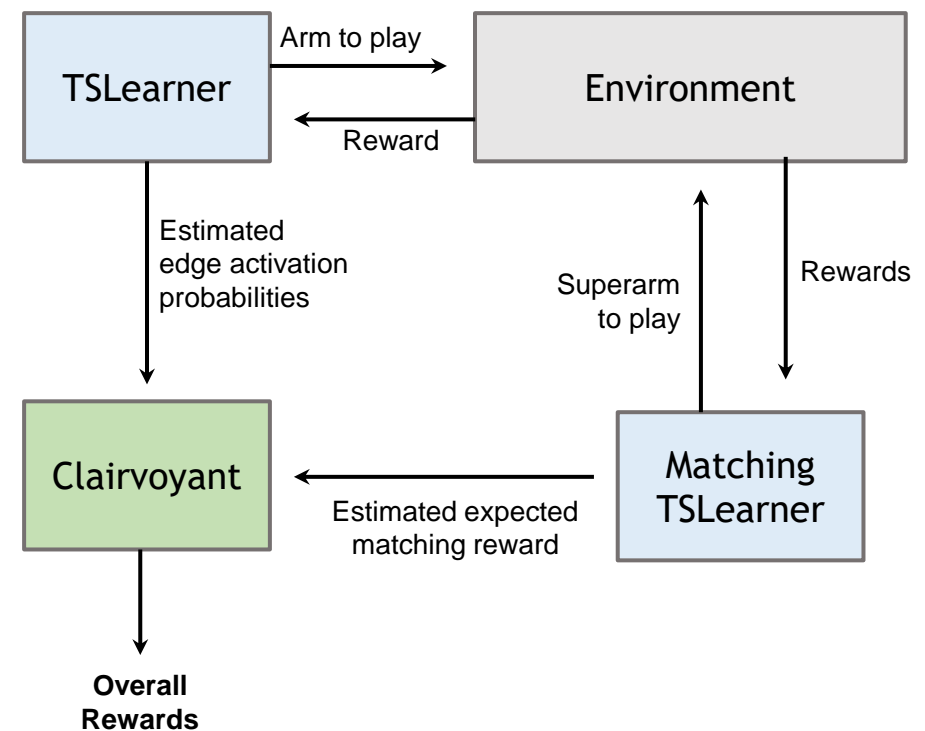 Arm to play
TSLearner
Environment
Reward
Estimated
edge activation
probabilities
Superarm
to play
Rewards
Clairvoyant
Matching
TSLearner
Estimated expected
matching reward
Overall
Rewards